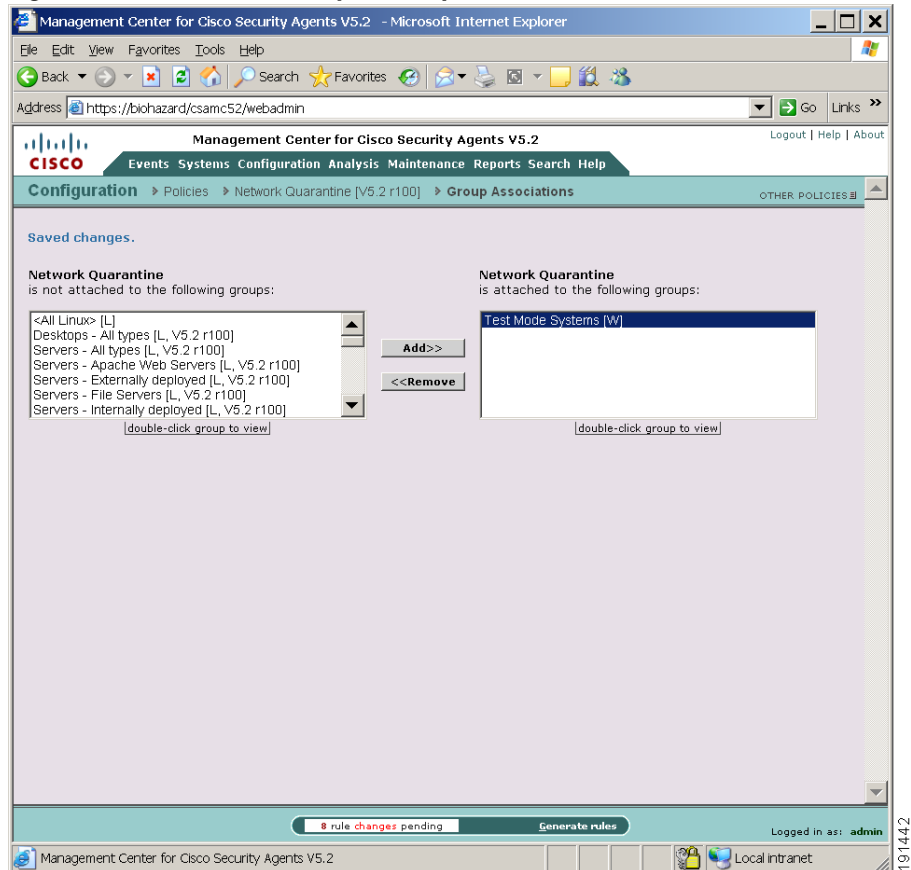 Management Center for Cisco Security Agents V5.2 - Microsoft Internet Explorer
File Edit View Favorites Tools Help
Back Search Favorites
Address https://biohazard/csamc52/webadmin Go Links »
Management Center for Cisco Security Agents V5.2 Logout | Help | About
CISCO Events Systems Configuration Analysis Maintenance Reports Search Help
Configuration Policies Network Quarantine [V5.2 r100] Group Associations OTHER POLICIES
Saved changes.
Network Quarantine
is not attached to the following groups:
<All Linux> [L]
Desktops - All types [L, V5.2 r100]
Servers - All types [L, V5.2 r100]
Servers - Apache Web Servers [L, V5.2 r100]
Servers - Externally deployed [L, V5.2 r100]
Servers - File Servers [L, V5.2 r100]
Servers - Internally deployed [L, V5.2 r100]
double-click group to view
Add>>
<<Remove
Network Quarantine
is attached to the following groups:
Test Mode Systems [W]
double-click group to view
8 rule changes pending Generate rules
Logged in as: admin
Management Center for Cisco Security Agents V5.2 Local intranet
191442